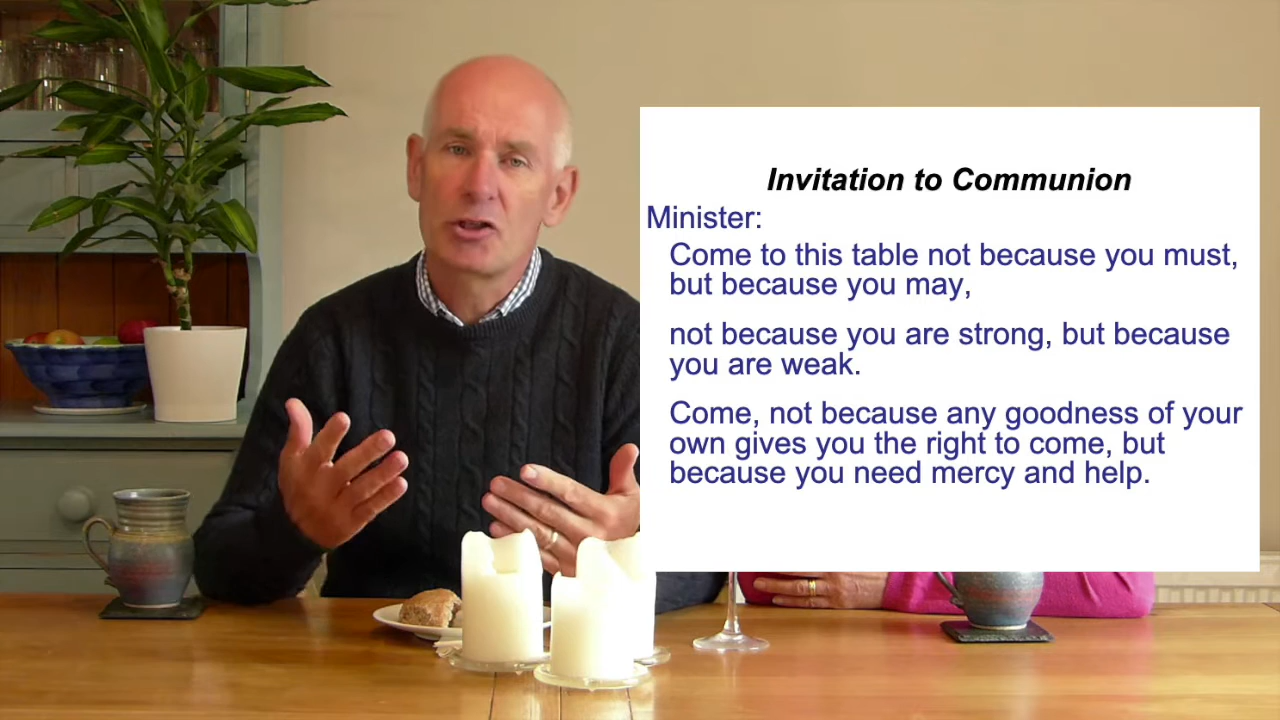 Invitation to Communion
Minister:
Come to this table not because you must,
but because you may,
not because you are strong, but because
you are weak.
Come, not because any goodness of your
own gives you the right to come, but
because you need mercy and help.